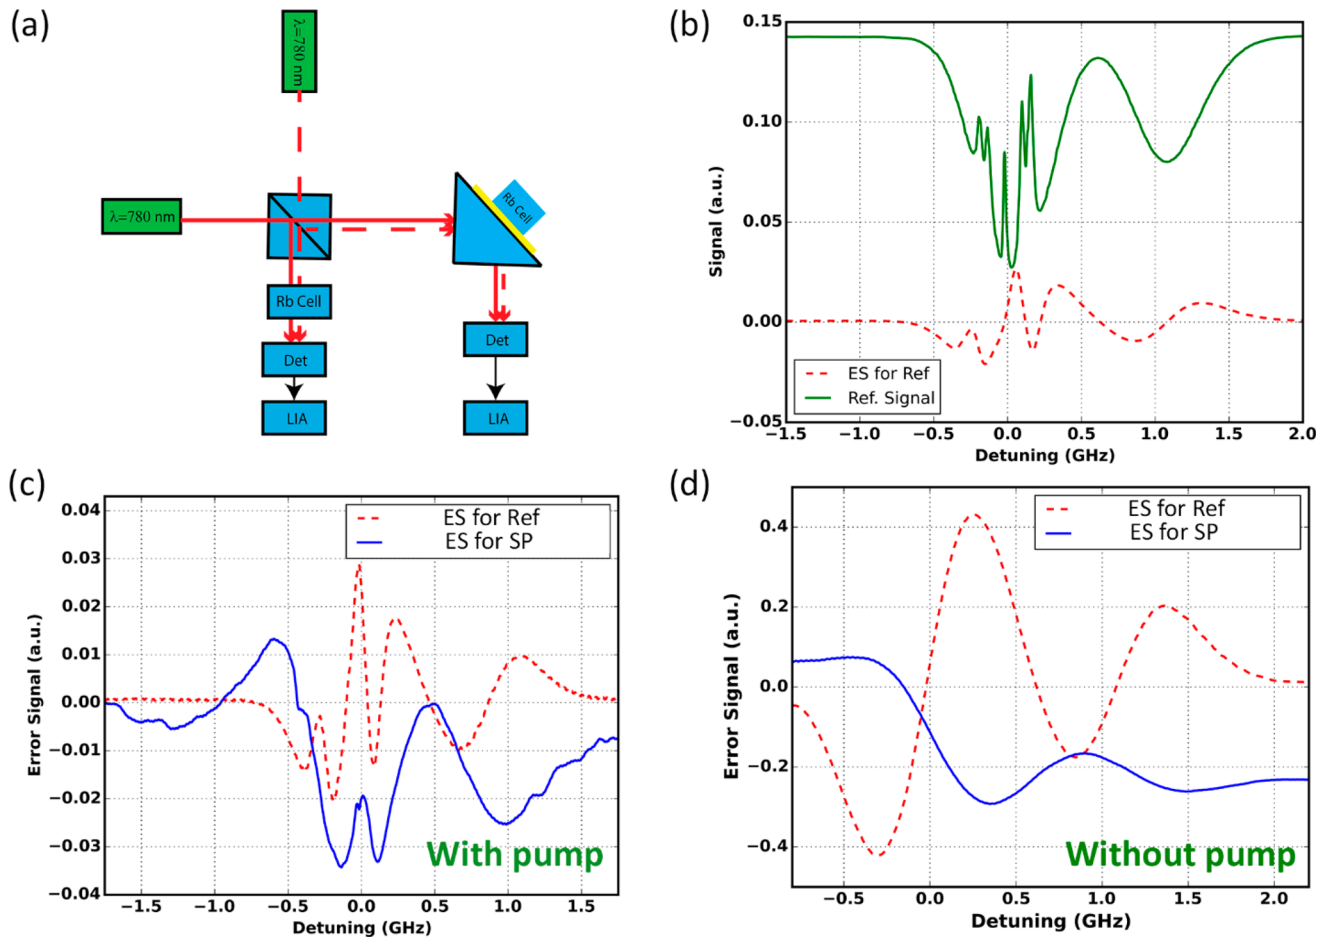 (a)
λ=780 nm
λ=780 nm
Rb Cell
Rb Cell
Det
Det
LIA
LIA
(b)
0.15
0.10
0.05
0.00
−0.05
Signal (a.u.)
ES for Ref
Ref. Signal
−1.5 −1.0 −0.5 0.0 0.5 1.0 1.5 2.0
Detuning (GHz)
(c)
0.04
0.03
0.02
0.01
0.00
−0.01
−0.02
−0.03
−0.04
Error Signal (a.u.)
ES for Ref
ES for SP
With pump
−1.5 −1.0 −0.5 0.0 0.5 1.0 1.5
Detuning (GHz)
(d)
0.4
0.2
0.0
−0.2
−0.4
Error Signal (a.u.)
ES for Ref
ES for SP
Without pump
−0.5 0.0 0.5 1.0 1.5 2.0
Detuning (GHz)